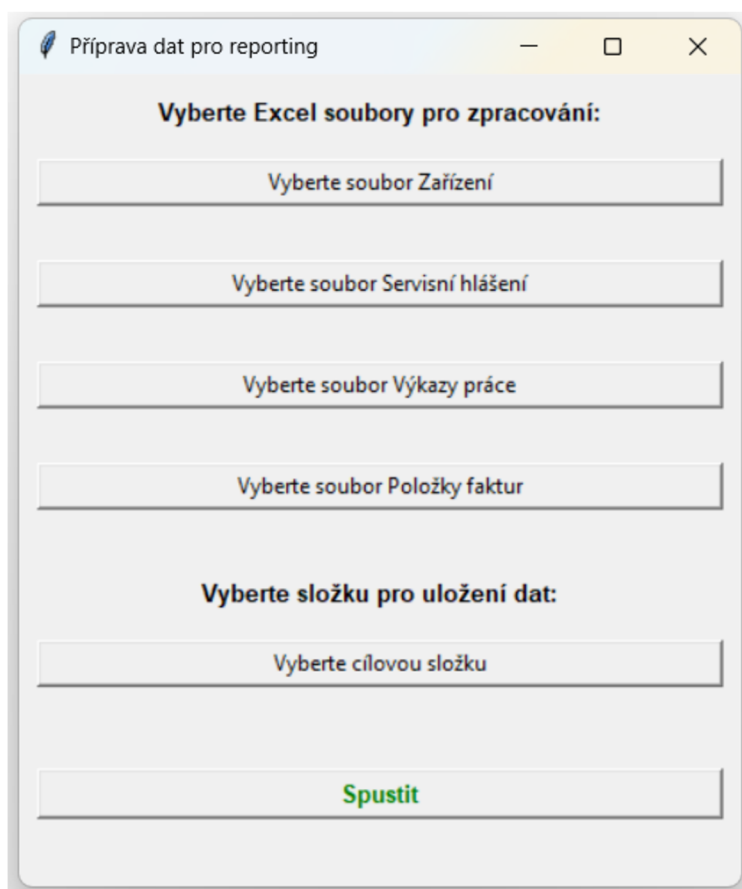 Příprava dat pro reporting
Vyberte Excel soubory pro zpracování:
Vyberte soubor Zařízení
Vyberte soubor Servisní hlášení
Vyberte soubor Výkazy práce
Vyberte soubor Položky faktur
Vyberte složku pro uložení dat:
Vyberte cílovou složku
Spustit